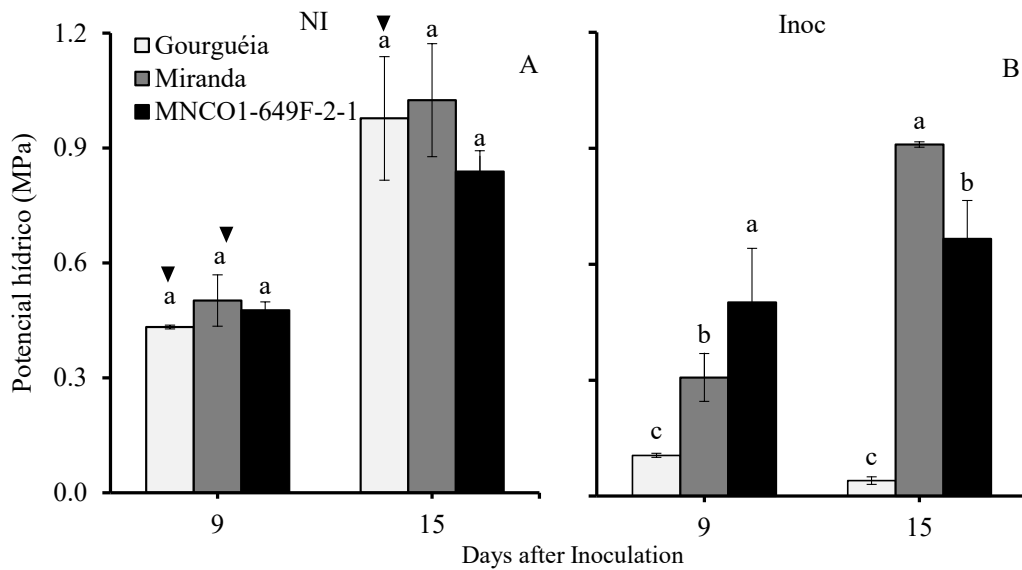 NI
Inoc
1.2
0.9
0.6
0.3
0.0
Potencial hídrico (MPa)
Gourguéia
Miranda
MNCO1-649F-2-1
A
B
a
a
a
a
a
a
c
b
a
c
a
b
9
15
9
15
Days after Inoculation